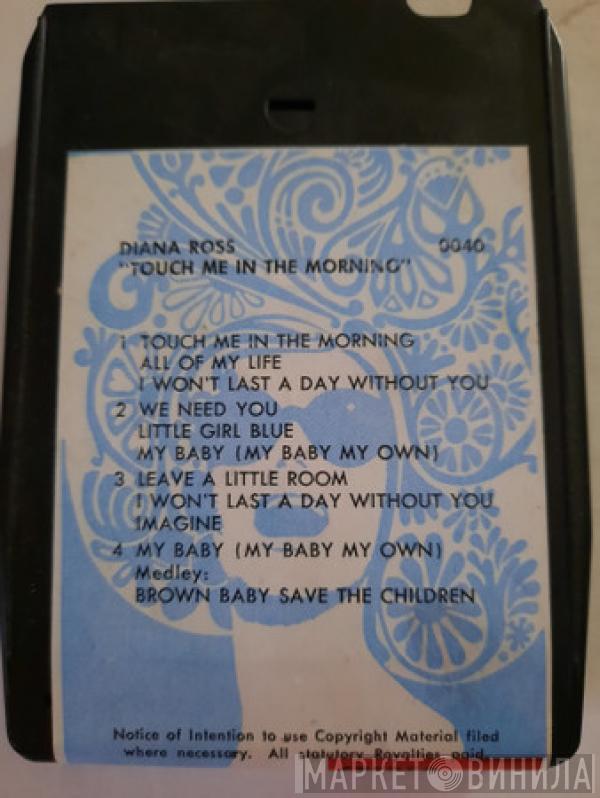 DIANA ROSS 0040
"TOUCH ME IN THE MORNING"
1 TOUCH ME IN THE MORNING
ALL OF MY LIFE
I WON'T LAST A DAY WITHOUT YOU
2 WE NEED YOU
LITTLE GIRL BLUE
MY BABY (MY BABY MY OWN)
3 LEAVE A LITTLE ROOM
I WON'T LAST A DAY WITHOUT YOU
IMAGINE
4 MY BABY (MY BABY MY OWN)
Medley:
BROWN BABY SAVE THE CHILDREN
Notice of Intention to use Copyright Material filed
where necessary. All statutory Royalties paid.
МАРКЕТ ВИНИЛА